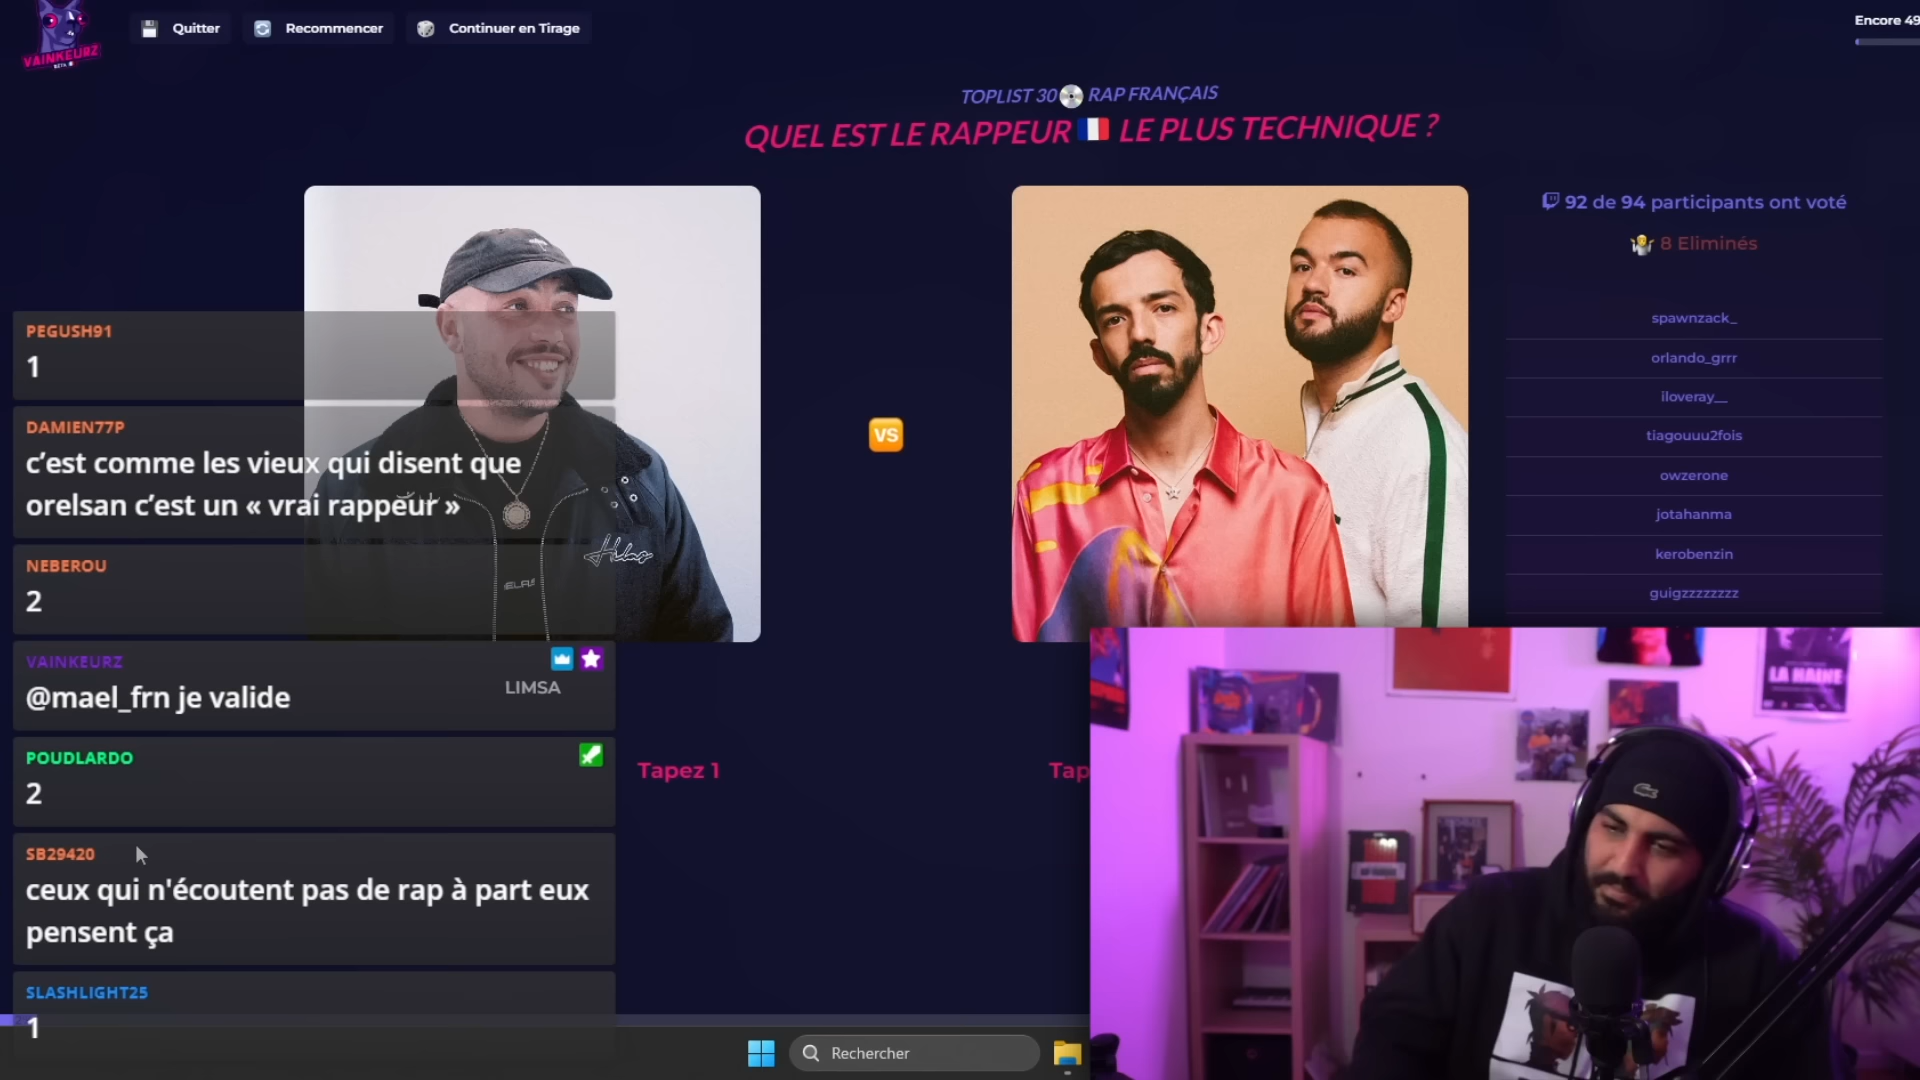 VAINKEURZ
BETA
Quitter
Recommencer
Continuer en Tirage
Encore 49
TOPLIST 30 RAP FRANÇAIS
QUEL EST LE RAPPEUR LE PLUS TECHNIQUE ?
92 de 94 participants ont voté
8 Eliminés
spawnzack_
orlando_grrr
iloveray__
tiagouuu2fois
owzerone
jotahanma
kerobenzin
guigzzzzzzzz
VS
PEGUSH91
1
DAMIEN77P
c’est comme les vieux qui disent que
orelsan c’est un « vrai rappeur »
NEBEROU
2
VAINKEURZ
@mael_frn je valide
LIMSA
POUDLARDO
2
Tapez 1
Tap
SB29420
ceux qui n'écoutent pas de rap à part eux
pensent ça
SLASHLIGHT25
1
Rechercher
LA HAINE